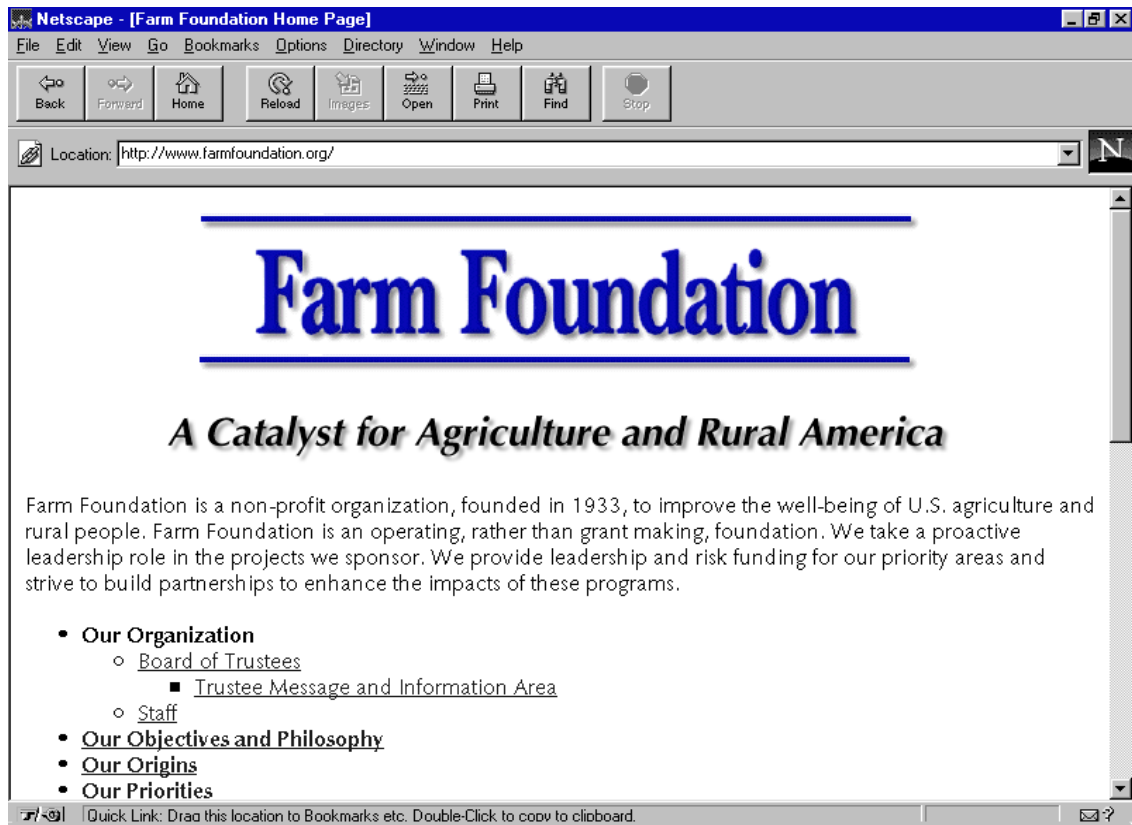 Netscape - [Farm Foundation Home Page]
File Edit View Go Bookmarks Options Directory Window Help
Back Forward Home Reload Images Open Print Find Stop
Location: http://www.farmfoundation.org/
N
Farm Foundation
A Catalyst for Agriculture and Rural America
Farm Foundation is a non-profit organization, founded in 1933, to improve the well-being of U.S. agriculture and
rural people. Farm Foundation is an operating, rather than grant making, foundation. We take a proactive
leadership role in the projects we sponsor. We provide leadership and risk funding for our priority areas and
strive to build partnerships to enhance the impacts of these programs.
Our Organization
Board of Trustees
Trustee Message and Information Area
Staff
Our Objectives and Philosophy
Our Origins
Our Priorities
Quick Link: Drag this location to Bookmarks etc. Double-Click to copy to clipboard.